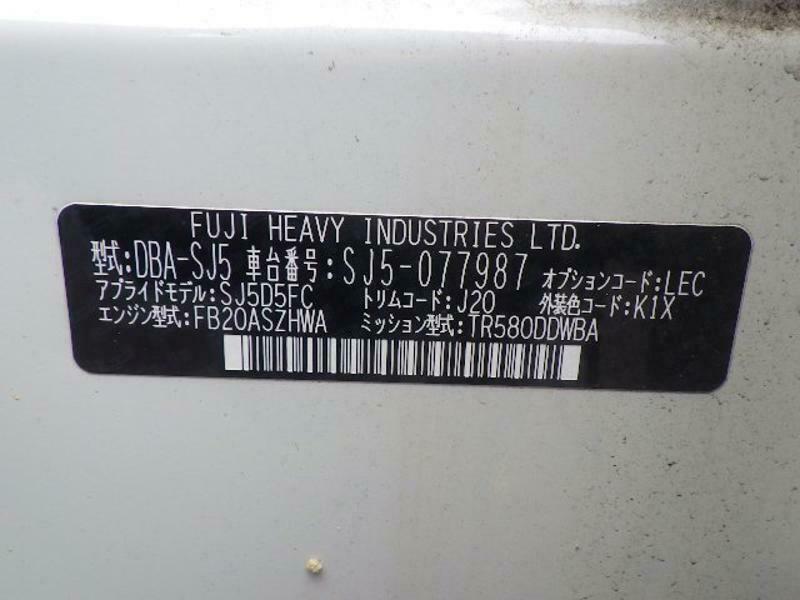 FUJI HEAVY INDUSTRIES LTD.
型式:DBA-SJ5 車台番号:SJ5-077987 オプションコード:LEC
アプライドモデル:SJ5D5FC トリムコード:J20 外装色コード:K1X
エンジン型式:FB20ASZHWA ミッション型式:TR580DDWBA